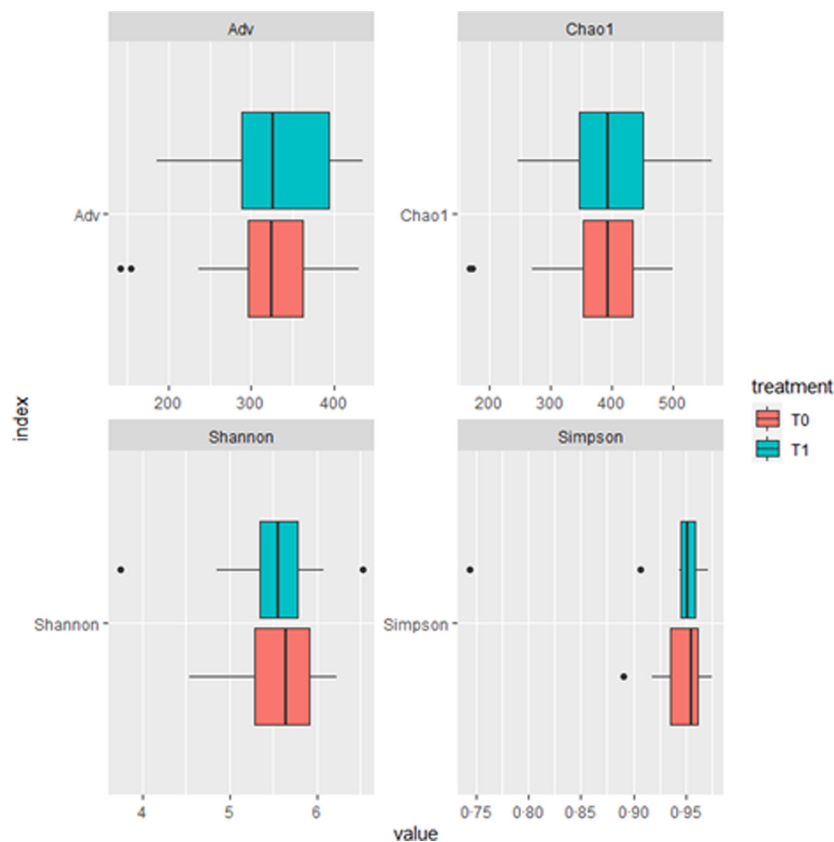 Adv
Chao1
Adv
Chao1
200 300 400
200 300 400 500
treatment
T0
T1
index
Shannon
Simpson
Shannon
Simpson
4 5 6
0·75 0·80 0·85 0·90 0·95
value